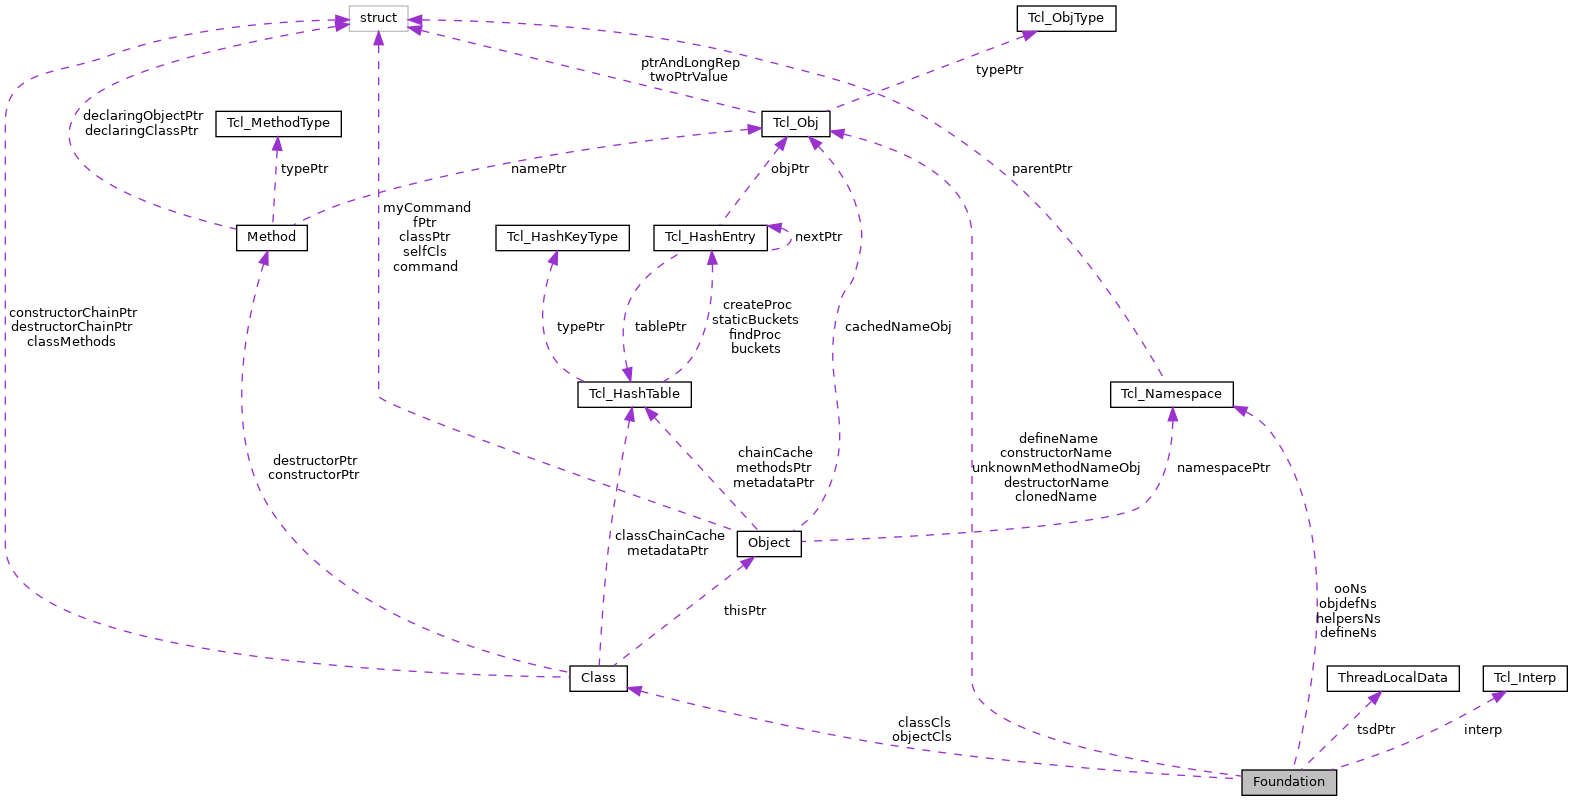 struct
Tcl_ObjType
ptrAndLongRep
twoPtrValue
typePtr
declaringObjectPtr
declaringClassPtr
Tcl_MethodType
Tcl_Obj
typePtr
namePtr
objPtr
parentPtr
myCommand
fPtr
classPtr
selfCls
command
Method
Tcl_HashKeyType
Tcl_HashEntry
nextPtr
constructorChainPtr
destructorChainPtr
classMethods
typePtr
tablePtr
createProc
staticBuckets
findProc
buckets
cachedNameObj
Tcl_HashTable
Tcl_Namespace
destructorPtr
constructorPtr
chainCache
methodsPtr
metadataPtr
defineName
constructorName
unknownMethodNameObj
destructorName
clonedName
namespacePtr
classChainCache
metadataPtr
Object
thisPtr
ooNs
objdefNs
helpersNs
defineNs
Class
ThreadLocalData
Tcl_Interp
classCls
objectCls
tsdPtr
interp
Foundation